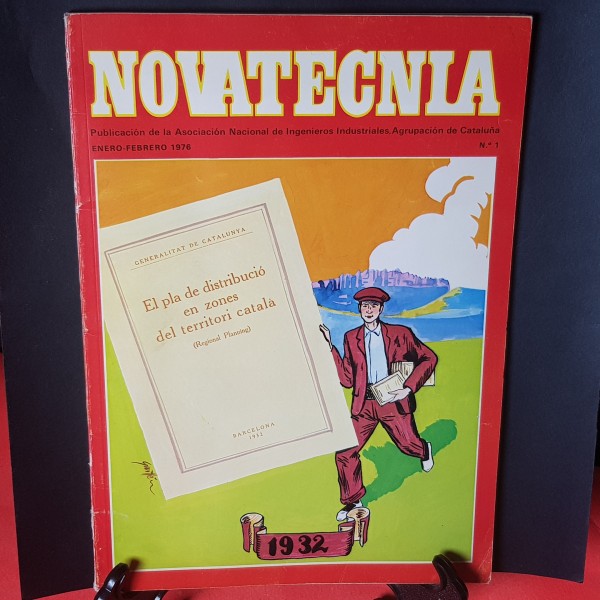 NOVATECNIA
Publicación de la Asociación Nacional de Ingenieros Industriales. Agrupación de Cataluña
ENERO-FEBRERO 1976 N.º 1
GENERALITAT DE CATALUNYA
El pla de distribució
en zones
del territori català
(Regional Planning)
BARCELONA
1932
1932